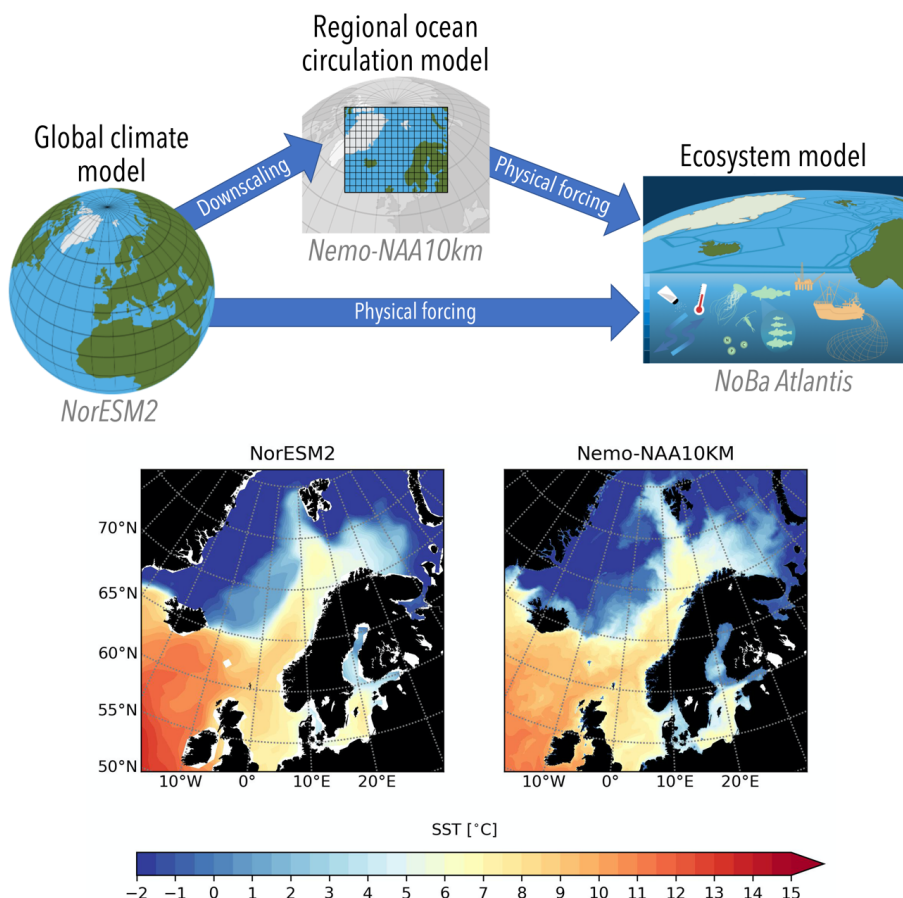 Regional ocean
circulation model
Global climate
model
Ecosystem model
Downscaling
Physical forcing
Nemo-NAA10km
Physical forcing
NorESM2
NoBa Atlantis
NorESM2
Nemo-NAA10KM
70°N
65°N
60°N
55°N
50°N
10°W 0° 10°E 20°E
10°W 0° 10°E 20°E
SST [°C]
−2 −1 0 1 2 3 4 5 6 7 8 9 10 11 12 13 14 15